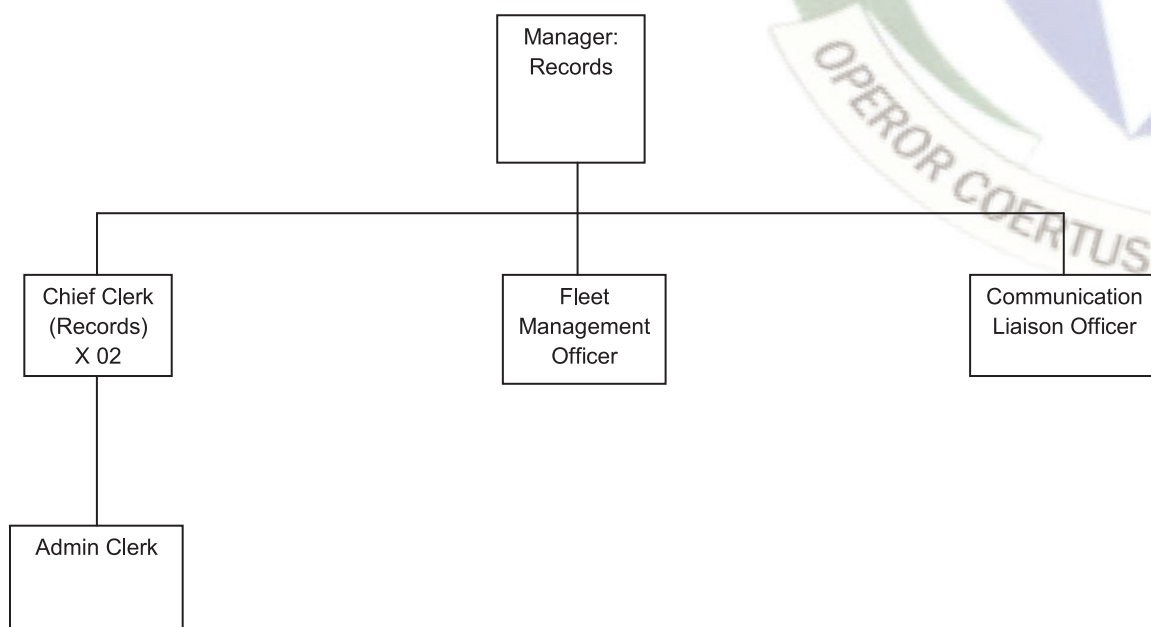 Manager:
Records
OPEROR COERTUS
Chief Clerk
(Records)
X 02
Fleet
Management
Officer
Communication
Liaison Officer
Admin Clerk